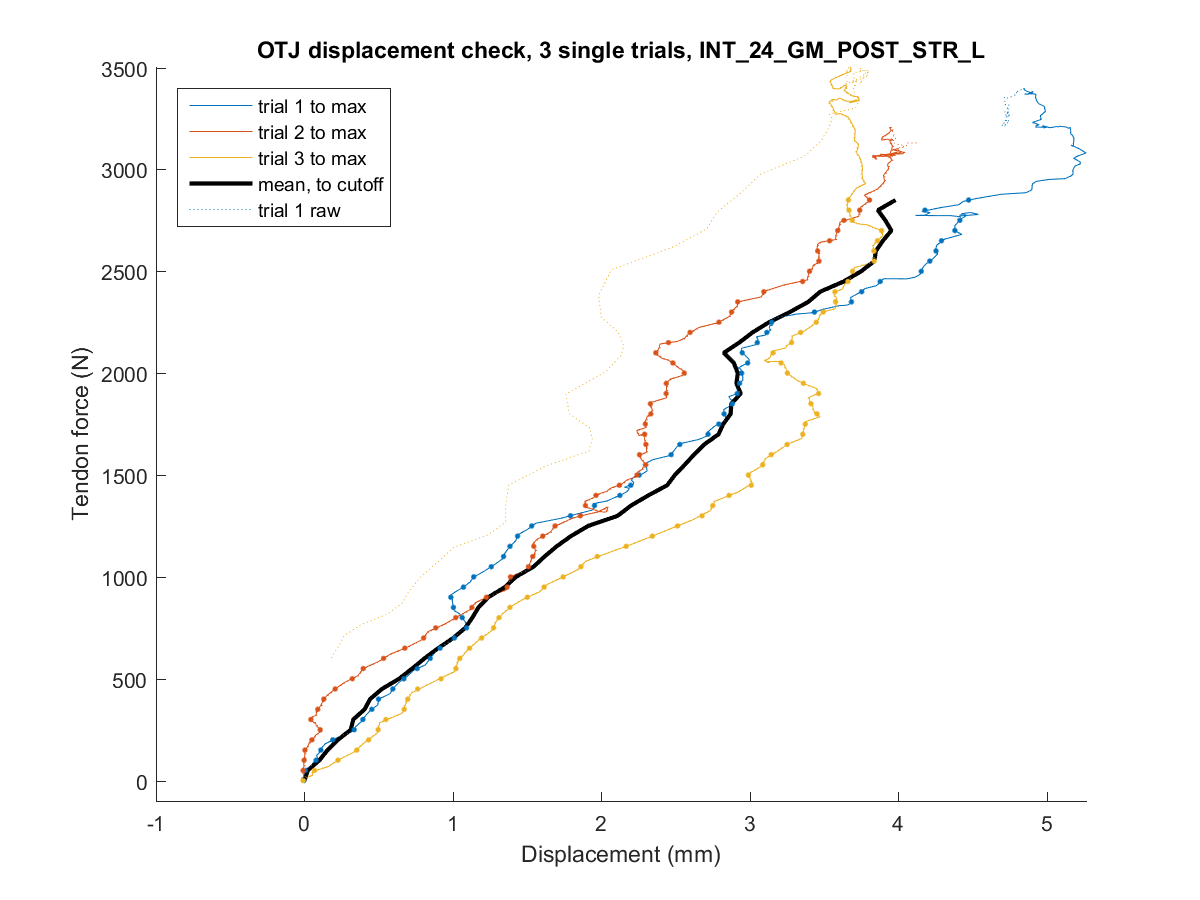 OTJ displacement check, 3 single trials, INT_24_GM_POST_STR_L
trial 1 to max
trial 2 to max
trial 3 to max
mean, to cutoff
trial 1 raw
Tendon force (N)
3500
3000
2500
2000
1500
1000
500
0
-1
0
1
2
3
4
5
Displacement (mm)